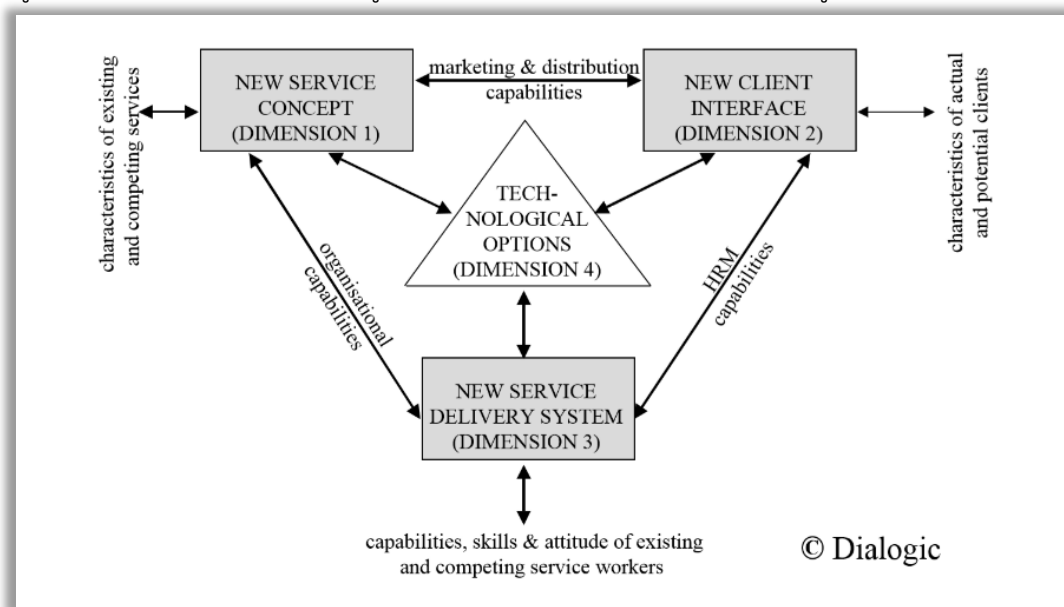 NEW SERVICE
CONCEPT
(DIMENSION 1)
marketing & distribution
capabilities
NEW CLIENT
INTERFACE
(DIMENSION 2)
characteristics of existing
and competing services
characteristics of actual
and potential clients
TECH-
NOLOGICAL
OPTIONS
(DIMENSION 4)
organisational
capabilities
HRM
capabilities
NEW SERVICE
DELIVERY SYSTEM
(DIMENSION 3)
capabilities, skills & attitude of existing
and competing service workers
© Dialogic